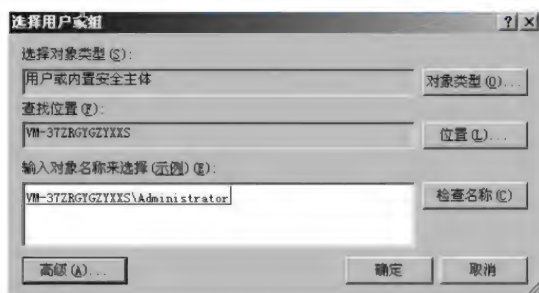 选择用户或组
选择对象类型(S):
用户或内置安全主体
对象类型(O)...
查找位置(F):
VM-37ZRGYGZYXXS
位置(L)...
输入对象名称来选择(示例)(E):
VM-37ZRGYGZYXXS\Administrator
检查名称(C)
高级(A)...
确定
取消